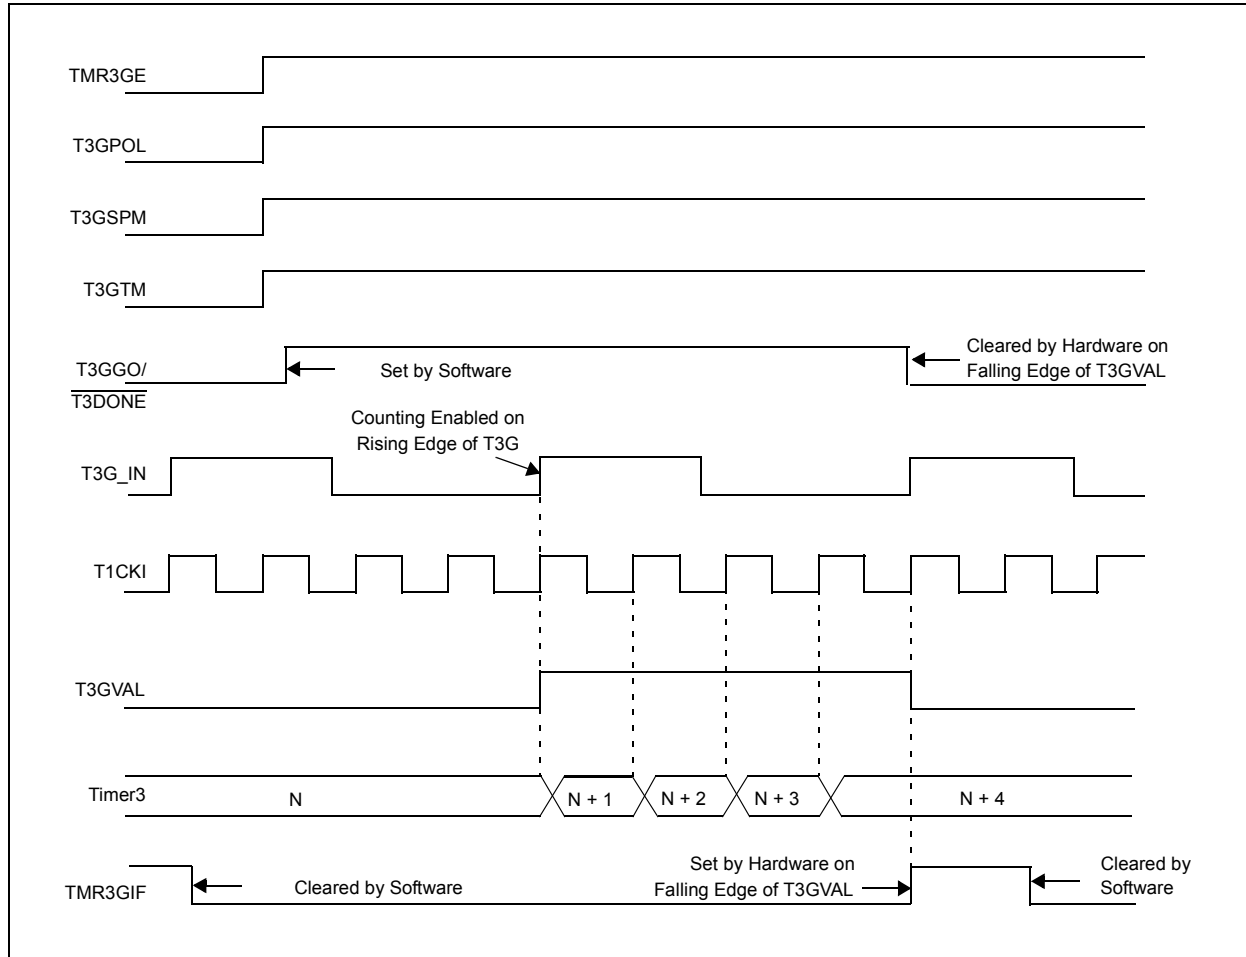 TMR3GE
T3GPOL
T3GSPM
T3GTM
T3GGO/
T3DONE
Set by Software
Cleared by Hardware on
Falling Edge of T3GVAL
Counting Enabled on
Rising Edge of T3G
T3G_IN
T1CKI
T3GVAL
Timer3
N
N + 1
N + 2
N + 3
N + 4
TMR3GIF
Cleared by Software
Set by Hardware on
Falling Edge of T3GVAL
Cleared by
Software